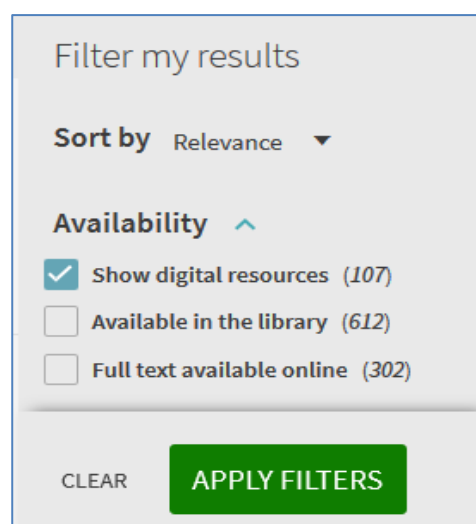 Filter my results
Sort by Relevance
Availability
Show digital resources (107)
Available in the library (612)
Full text available online (302)
CLEAR APPLY FILTERS